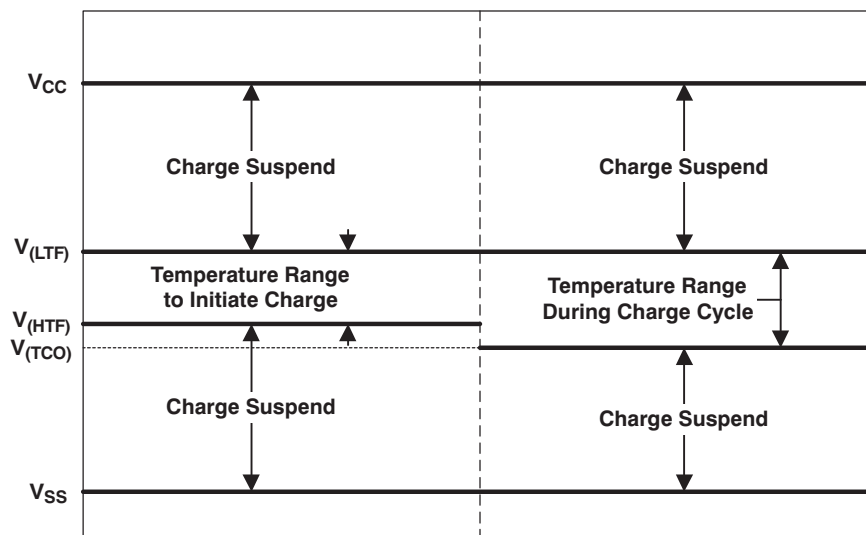 V_CC
Charge Suspend
Charge Suspend
V_(LTF)
Temperature Range
to Initiate Charge
Temperature Range
During Charge Cycle
V_(HTF)
V_(TCO)
Charge Suspend
Charge Suspend
V_SS